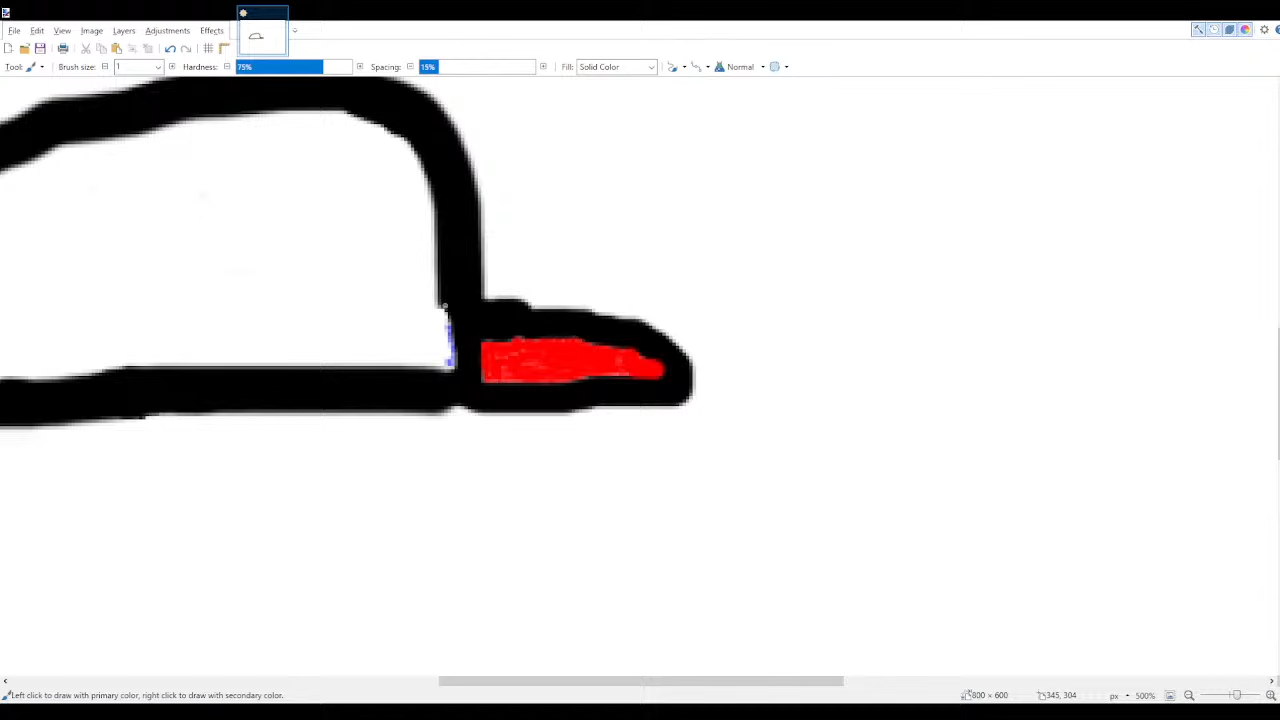 File Edit View Image Layers Adjustments Effects
Tool: Brush size: 1 Hardness: 75% Spacing: 15% Fill: Solid Color Normal
Left click to draw with primary color, right click to draw with secondary color. 800 × 600 345, 304 px 500%